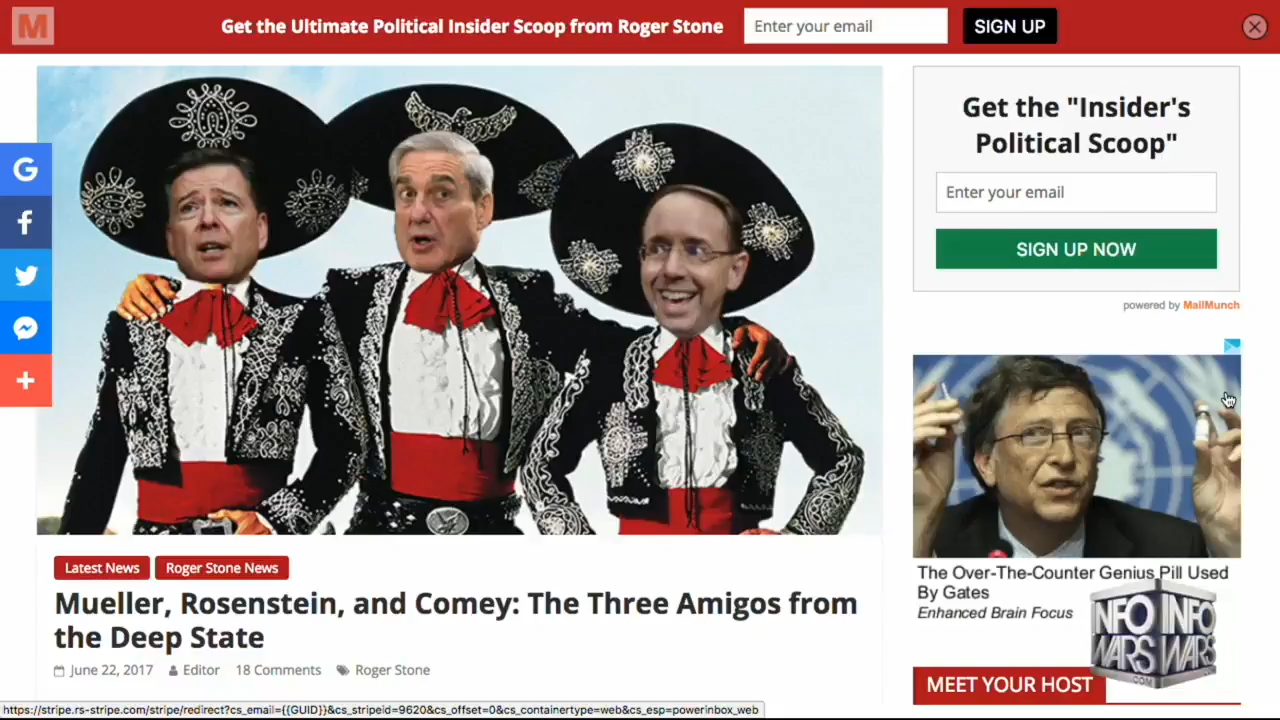 M
Get the Ultimate Political Insider Scoop from Roger Stone
Enter your email
SIGN UP
G
f
Get the "Insider's
Political Scoop"
Enter your email
SIGN UP NOW
powered by MailMunch
The Over-The-Counter Genius Pill Used
By Gates
Enhanced Brain Focus
INFO INFO
WARS WARS
.COM
MEET YOUR HOST
Latest News
Roger Stone News
Mueller, Rosenstein, and Comey: The Three Amigos from
the Deep State
June 22, 2017 Editor 18 Comments Roger Stone
https://stripe.rs-stripe.com/stripe/redirect?cs_email={{GUID}}&cs_stripeid=9620&cs_offset=0&cs_containertype=web&cs_esp=powerinbox_web